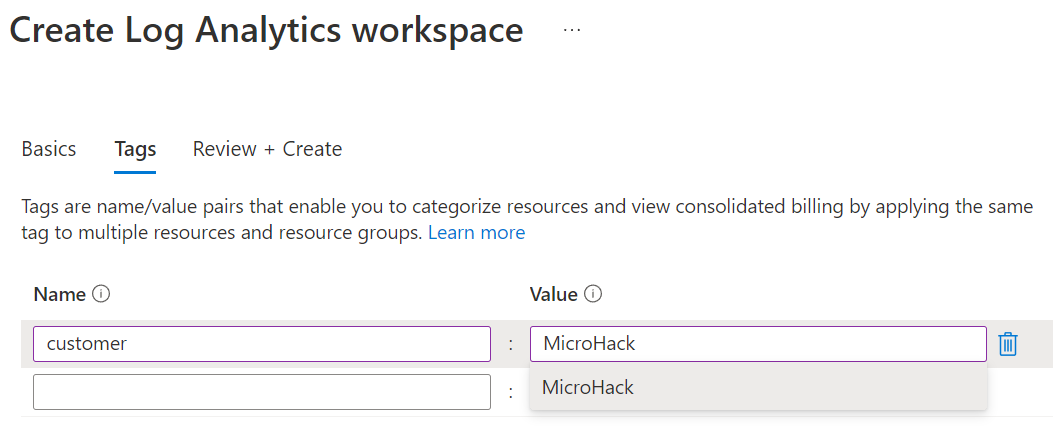 Create Log Analytics workspace ...
Basics Tags Review + Create
Tags are name/value pairs that enable you to categorize resources and view consolidated billing by applying the same
tag to multiple resources and resource groups. Learn more
Name Value
customer : MicroHack
: MicroHack